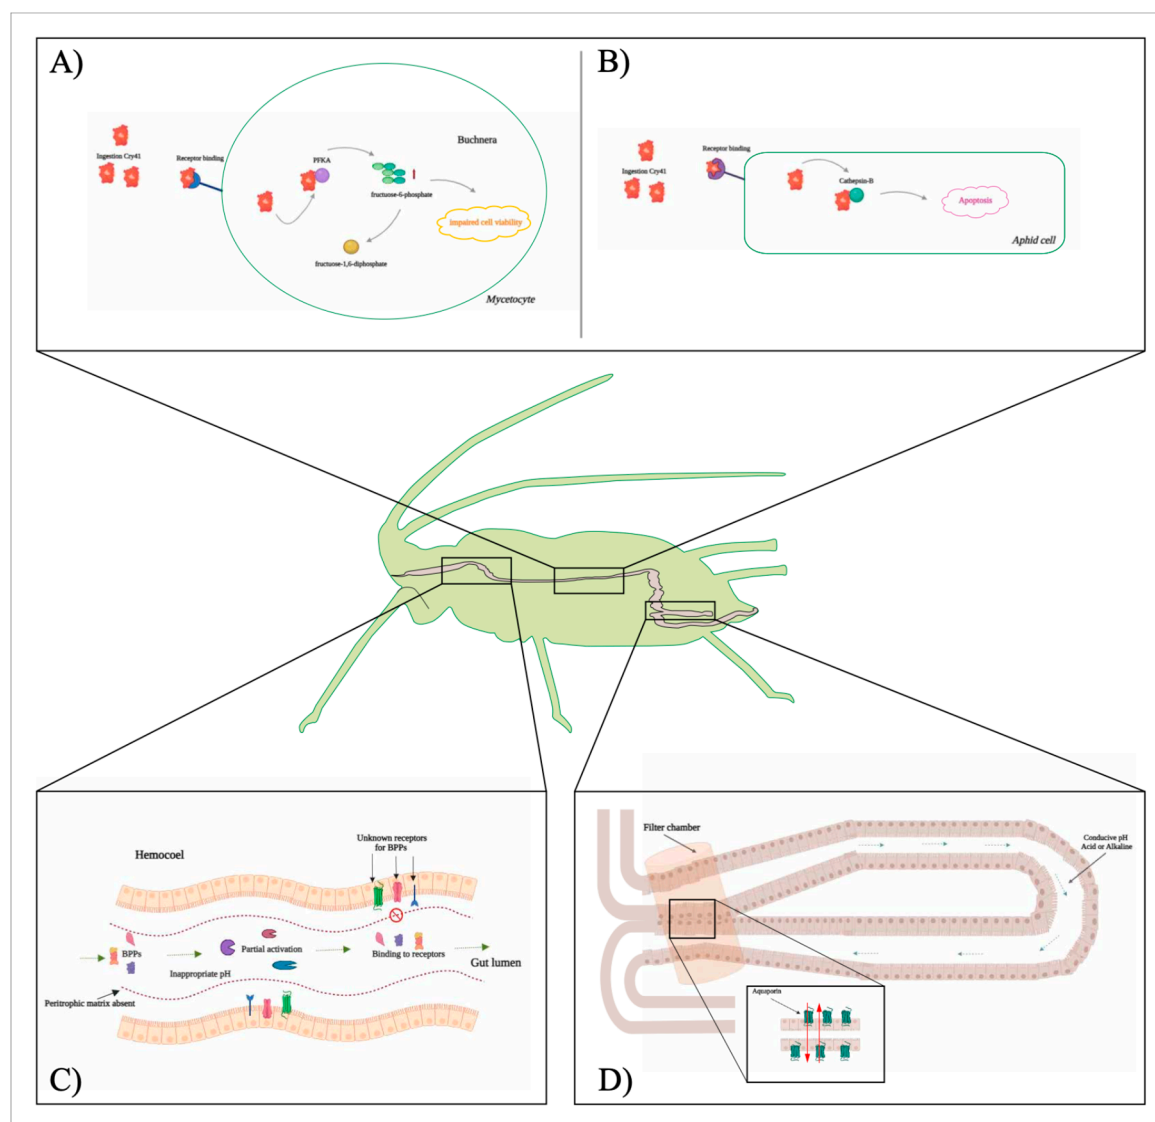 A)
Ingestion Cry41
Receptor binding
PFKA
Buchnera
fructuose-6-phosphate
impaired cell viability
fructuose-1,6-diphosphate
Mycetocyte
B)
Ingestion Cry41
Receptor binding
Cathepsin-B
Apoptosis
Aphid cell
Hemocoel
Unknown receptors
for BPPs
BPPs
Partial activation
Binding to receptors
Inappropriate pH
Gut lumen
Peritrophic matrix absent
C)
Filter chamber
Conducive pH
Acid or Alkaline
Aquaporin
D)